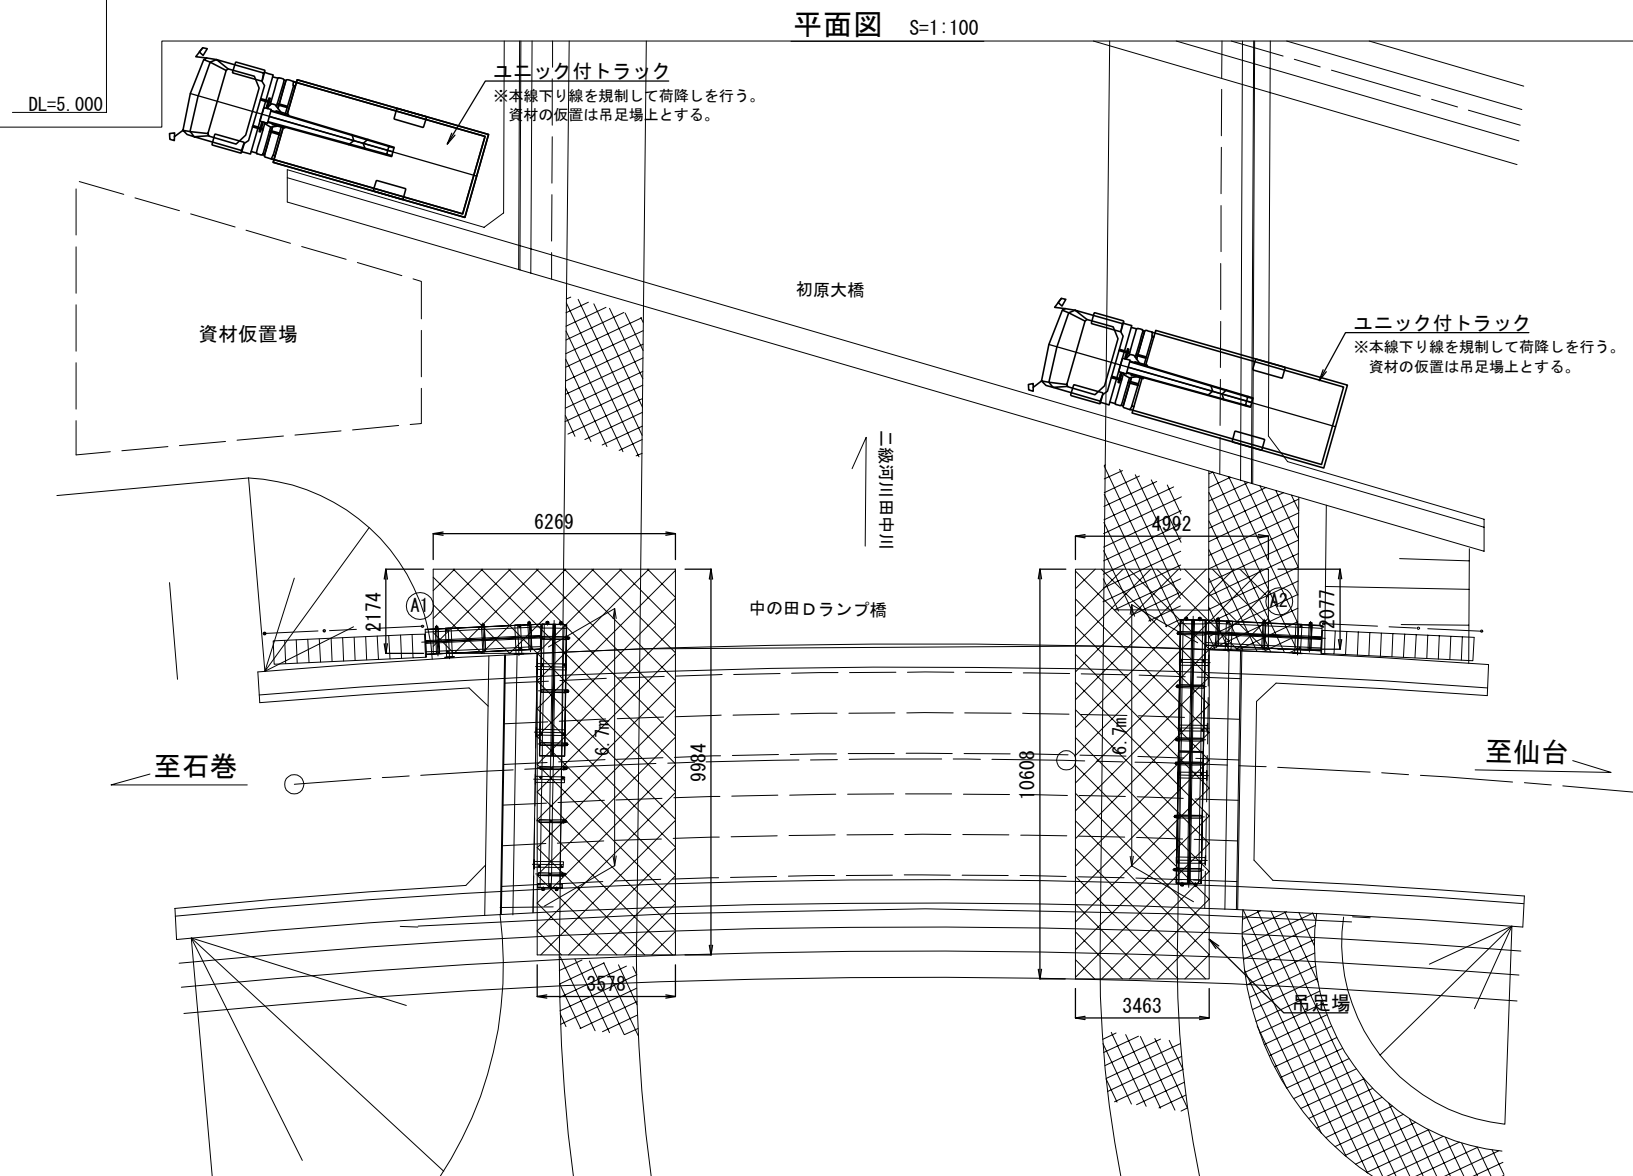 平面図 S=1:100
DL=5.000
ユニック付トラック
※本線下り線を規制して荷降しを行う。
資材の仮置は吊足場上とする。
初原大橋
資材仮置場
ユニック付トラック
※本線下り線を規制して荷降しを行う。
資材の仮置は吊足場上とする。
二級河川田中川
6269
4992
2174
A1
中の田Dランプ橋
A2
2077
6.7m
9984
10608
6.7m
至石巻
至仙台
3578
3463
吊足場